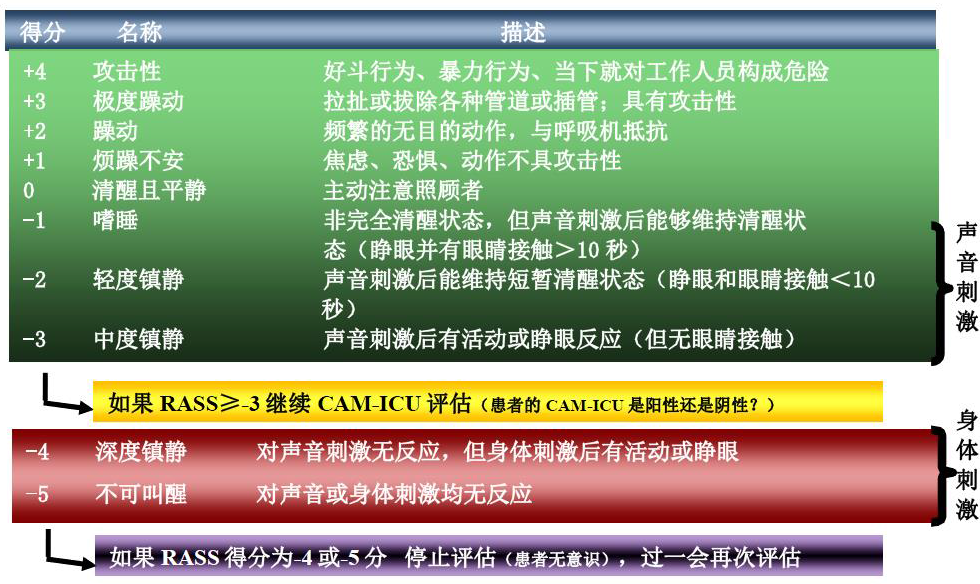 得分 名称 描述
+4 攻击性 好斗行为、暴力行为、当下就对工作人员构成危险
+3 极度躁动 拉扯或拔除各种管道或插管；具有攻击性
+2 躁动 频繁的无目的动作，与呼吸机抵抗
+1 烦躁不安 焦虑、恐惧、动作不具攻击性
0 清醒且平静 主动注意照顾者
-1 嗜睡 非完全清醒状态，但声音刺激后能够维持清醒状
态（睁眼并有眼睛接触＞10 秒）
-2 轻度镇静 声音刺激后能维持短暂清醒状态（睁眼和眼睛接触＜10
秒）
-3 中度镇静 声音刺激后有活动或睁眼反应（但无眼睛接触）
声音刺激
如果 RASS≥-3 继续 CAM-ICU 评估（患者的 CAM-ICU 是阳性还是阴性？）
-4 深度镇静 对声音刺激无反应，但身体刺激后有活动或睁眼
-5 不可叫醒 对声音或身体刺激均无反应
身体刺激
如果 RASS 得分为-4 或-5 分 停止评估（患者无意识），过一会再次评估